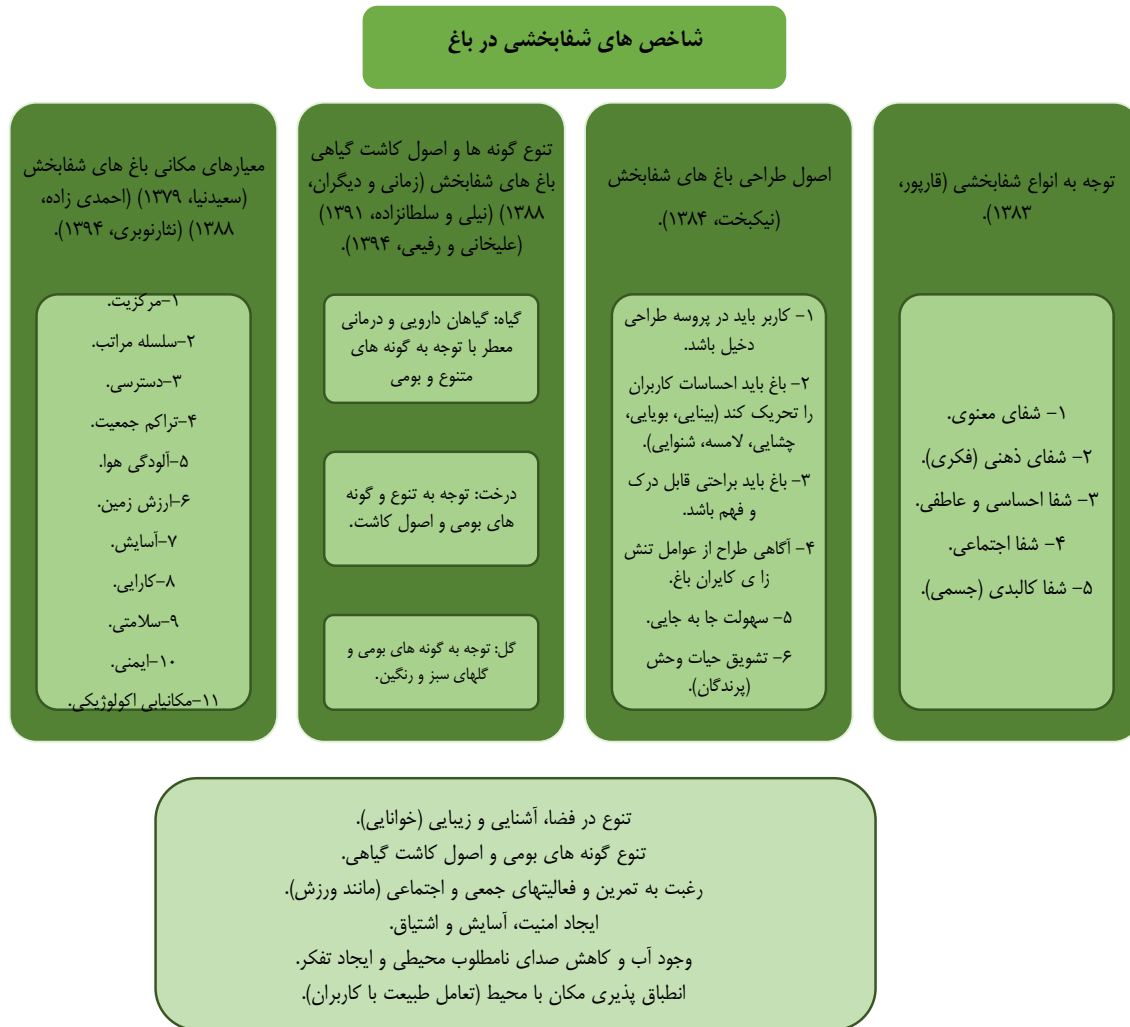 شاخص های شفابخشی در باغ
توجه به انواع شفابخشی (قارپور،
۱۳۸۳).
۱- شفای معنوی.
۲- شفای ذهنی (فکری).
۳- شفا احساسی و عاطفی.
۴- شفا اجتماعی.
۵- شفا کالبدی (جسمی).
اصول طراحی باغ های شفابخش
(نیکبخت، ۱۳۸۴).
۱- کاربر باید در پروسه طراحی
دخیل باشد.
۲- باغ باید احساسات کاربران
را تحریک کند (بینایی، بویایی،
چشایی، لامسه، شنوایی).
۳- باغ باید براحتی قابل درک
و فهم باشد.
۴- آگاهی طراح از عوامل تنش
زا ی کایران باغ.
۵- سهولت جا به جایی.
۶- تشویق حیات وحش
(پرندگان).
تنوع گونه ها و اصول کاشت گیاهی
باغ های شفابخش (زمانی و دیگران،
۱۳۸۸) (نیلی و سلطانزاده، ۱۳۹۱)
(علیخانی و رفیعی، ۱۳۹۴).
گیاه: گیاهان دارویی و درمانی
معطر با توجه به گونه های
متنوع و بومی
درخت: توجه به تنوع و گونه
های بومی و اصول کاشت.
گل: توجه به گونه های بومی و
گلهای سبز و رنگین.
معیارهای مکانی باغ های شفابخش
(سعیدنیا، ۱۳۷۹) (احمدی زاده،
۱۳۸۸) (نثارنوبری، ۱۳۹۴).
۱-مرکزیت.
۲-سلسله مراتب.
۳-دسترسی.
۴-تراکم جمعیت.
۵-آلودگی هوا.
۶-ارزش زمین.
۷-آسایش.
۸-کارایی.
۹-سلامتی.
۱۰-ایمنی.
۱۱-مکانیابی اکولوژیکی.
تنوع در فضا، آشنایی و زیبایی (خوانایی).
تنوع گونه های بومی و اصول کاشت گیاهی.
رغبت به تمرین و فعالیتهای جمعی و اجتماعی (مانند ورزش).
ایجاد امنیت، آسایش و اشتیاق.
وجود آب و کاهش صدای نامطلوب محیطی و ایجاد تفکر.
انطباق پذیری مکان با محیط (تعامل طبیعت با کاربران).